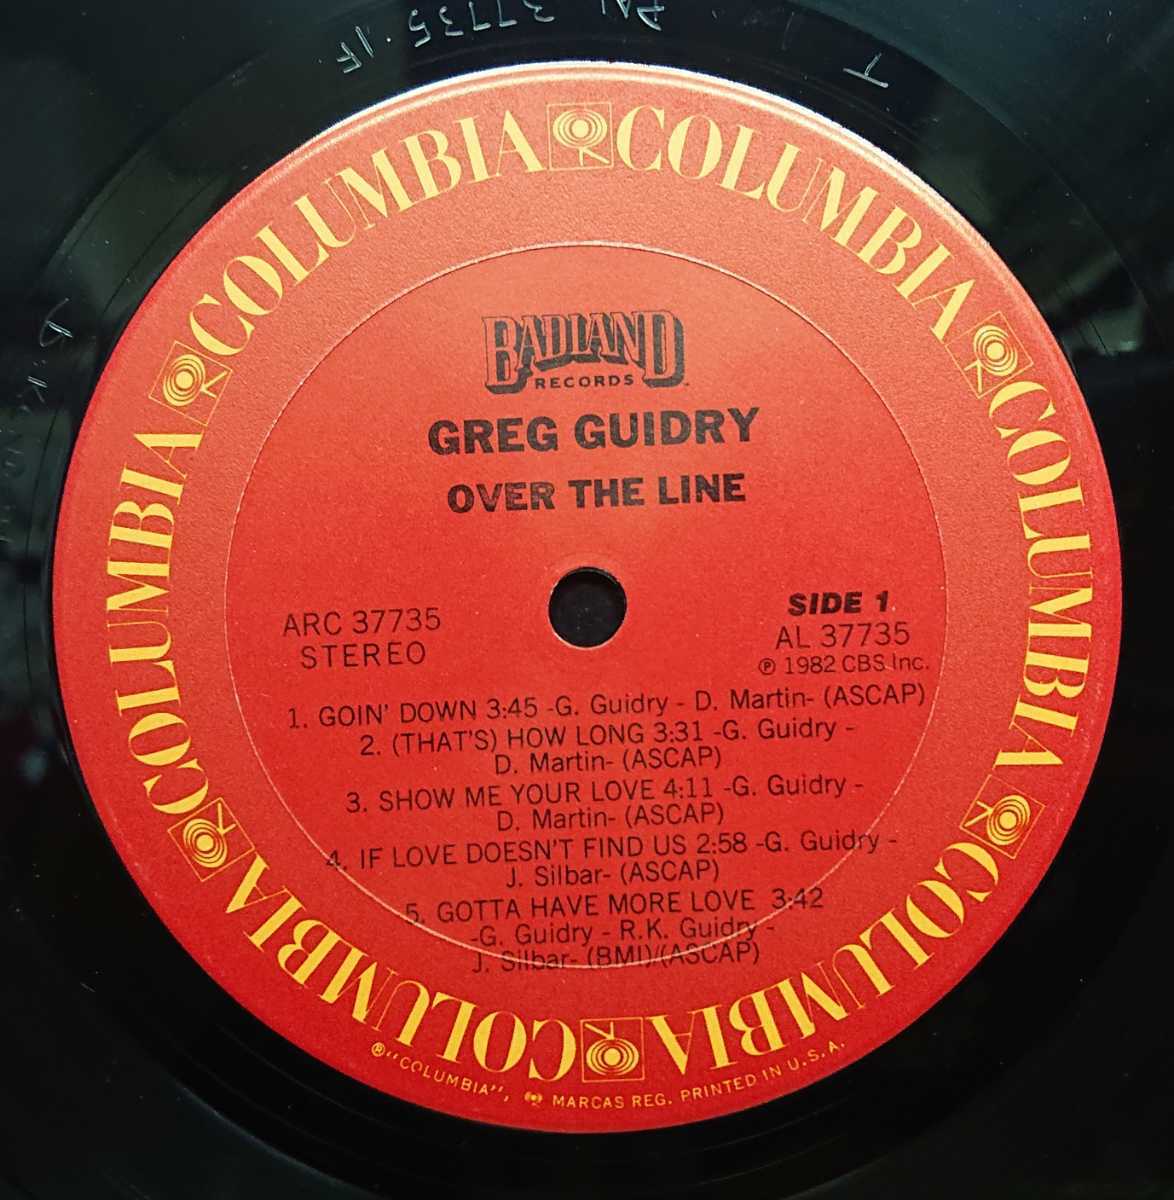 PAL 37735·1F
T
COLUMBIA COLUMBIA COLUMBIA COLUMBIA COLUMBIA COLUMBIA COLUMBIA
BADLAND
RECORDS™
GREG GUIDRY
OVER THE LINE
ARC 37735
STEREO
SIDE 1
AL 37735
℗ 1982 CBS Inc.
1. GOIN' DOWN 3:45 -G. Guidry - D. Martin- (ASCAP)
2. (THAT'S) HOW LONG 3:31 -G. Guidry -
D. Martin- (ASCAP)
3. SHOW ME YOUR LOVE 4:11 -G. Guidry -
D. Martin- (ASCAP)
4. IF LOVE DOESN'T FIND US 2:58 -G. Guidry -
J. Silbar- (ASCAP)
5. GOTTA HAVE MORE LOVE 3:42
-G. Guidry - R.K. Guidry -
J. Silbar- (BMI)/(ASCAP)
®"COLUMBIA", MARCAS REG. PRINTED IN U.S.A.